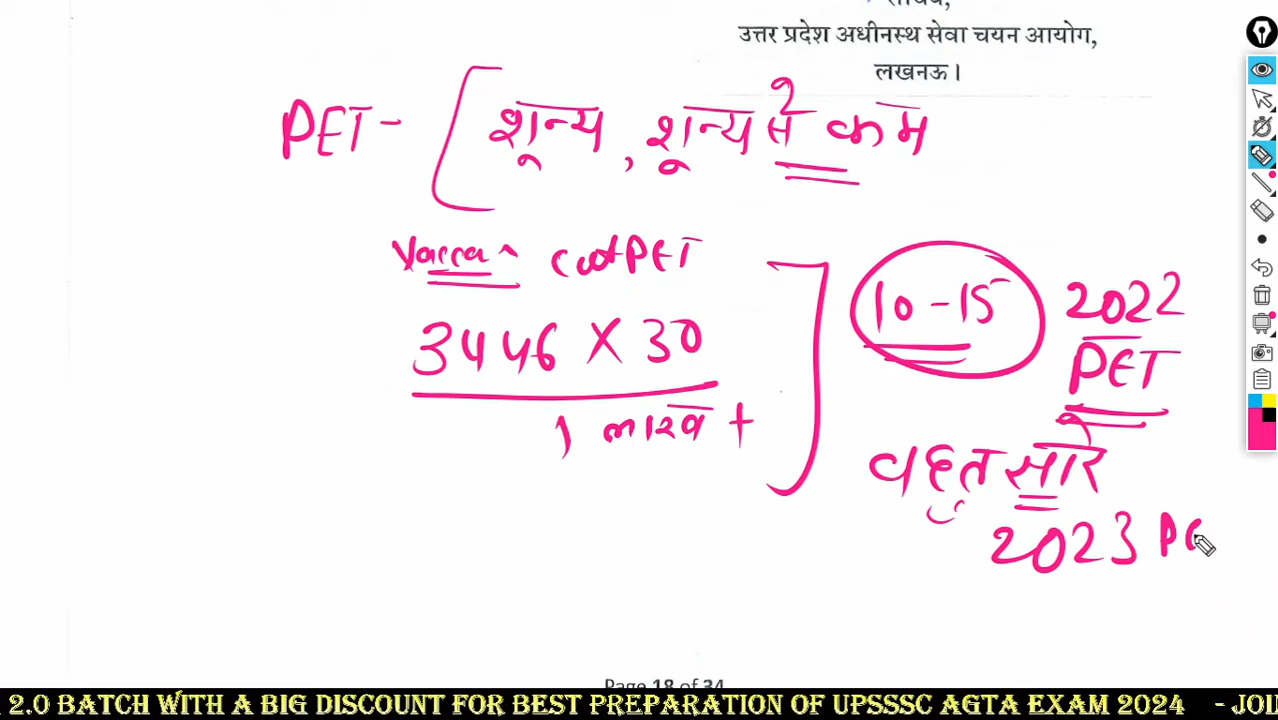 उत्तर प्रदेश अधीनस्थ सेवा चयन आयोग,
लखनऊ।
PET - [ शून्य, शून्य से कम
cutPET
3446 X 30
1 लाख +
10-15
2022
PET
बहुत सारे
2023 PE
Page 18 of 34
2.0 BATCH WITH A BIG DISCOUNT FOR BEST PREPARATION OF UPSSSC AGTA EXAM 2024 - JOI